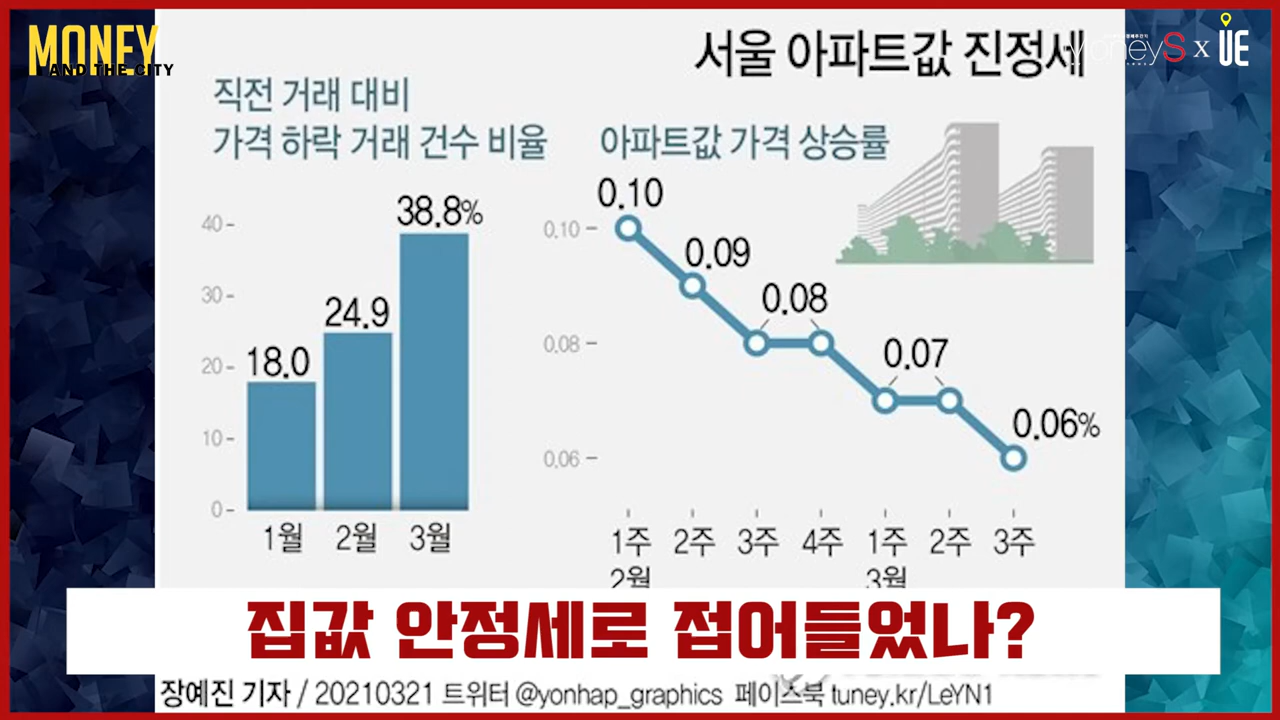 MONEY
AND THE CITY
서울 아파트값 진정세
MoneyS x UE
직전 거래 대비
가격 하락 거래 건수 비율
아파트값 가격 상승률
40
30
20
10
0
18.0
24.9
38.8%
1월 2월 3월
0.10
0.08
0.06
0.10
0.09
0.08
0.07
0.06%
1주 2주 3주 4주 1주 2주 3주
2월 3월
집값 안정세로 접어들었나?
장예진 기자 / 20210321 트위터 @yonhap_graphics 페이스북 tuney.kr/LeYN1